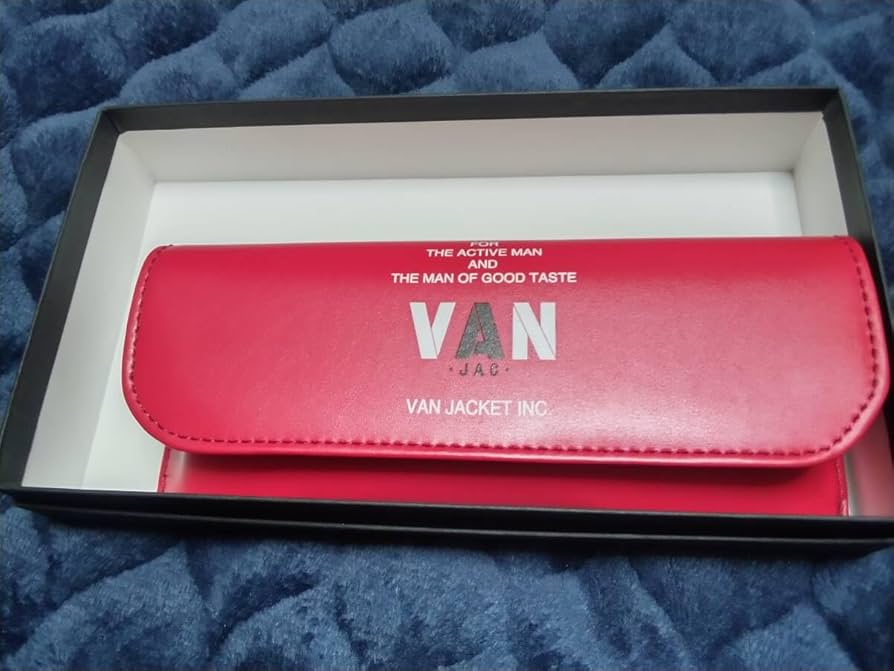 FOR
THE ACTIVE MAN
AND
THE MAN OF GOOD TASTE
VAN
·JAC·
VAN JACKET INC.